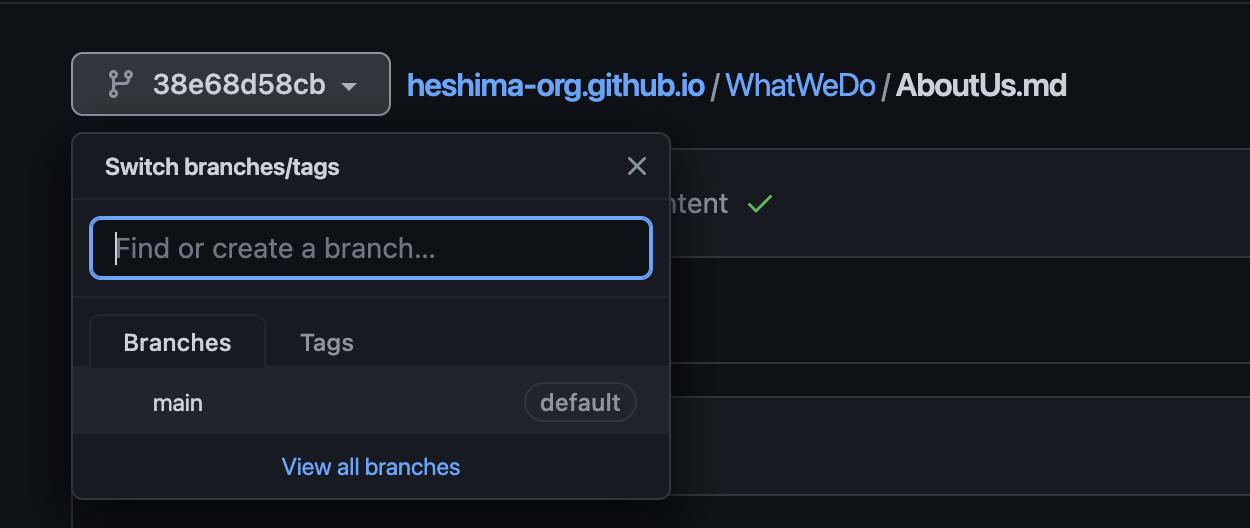 38e68d58cb heshima-org.github.io / WhatWeDo / AboutUs.md
Switch branches/tags
ntent
Find or create a branch...
Branches Tags
main default
View all branches